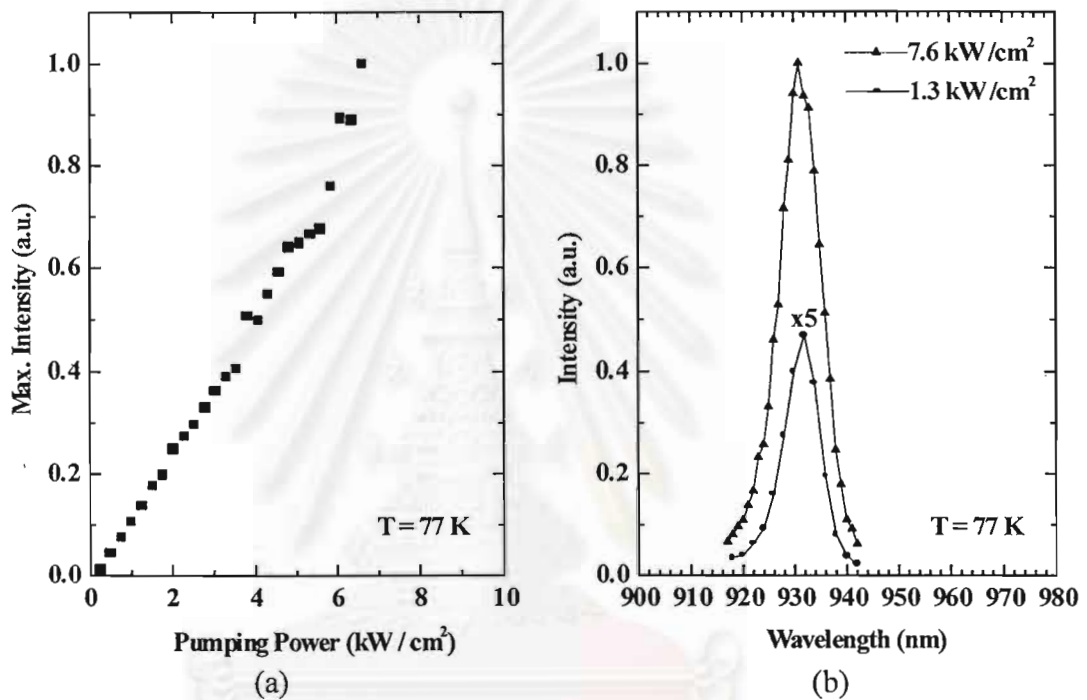 Max. Intensity (a.u.)
1.0
0.8
0.6
0.4
0.2
0.0
0 2 4 6 8 10
T = 77 K
Pumping Power (kW / cm²)
(a)
Intensity (a.u.)
1.0
0.8
0.6
0.4
0.2
0.0
7.6 kW/cm²
1.3 kW/cm²
x5
T = 77 K
900 910 920 930 940 950 960 970 980
Wavelength (nm)
(b)